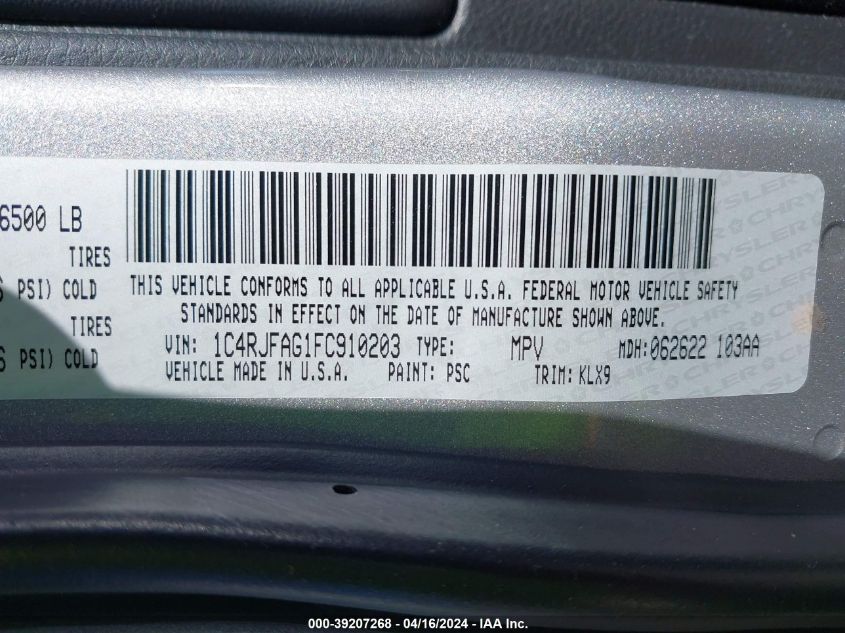 6500 LB
TIRES
PSI) COLD
TIRES
PSI) COLD
THIS VEHICLE CONFORMS TO ALL APPLICABLE U.S.A. FEDERAL MOTOR VEHICLE SAFETY
STANDARDS IN EFFECT ON THE DATE OF MANUFACTURE SHOWN ABOVE.
VIN: 1C4RJFAG1FC910203 TYPE: MPV MDH:062622 103AA
VEHICLE MADE IN U.S.A. PAINT: PSC TRIM:KLX9
CHRYSLER
000-39207268 - 04/16/2024 - IAA Inc.